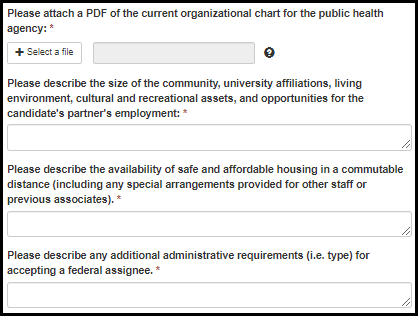 Please attach a PDF of the current organizational chart for the public health
agency: *
+ Select a file
?
Please describe the size of the community, university affiliations, living
environment, cultural and recreational assets, and opportunities for the
candidate's partner's employment: *
Please describe the availability of safe and affordable housing in a commutable
distance (including any special arrangements provided for other staff or
previous associates). *
Please describe any additional administrative requirements (i.e. type) for
accepting a federal assignee. *